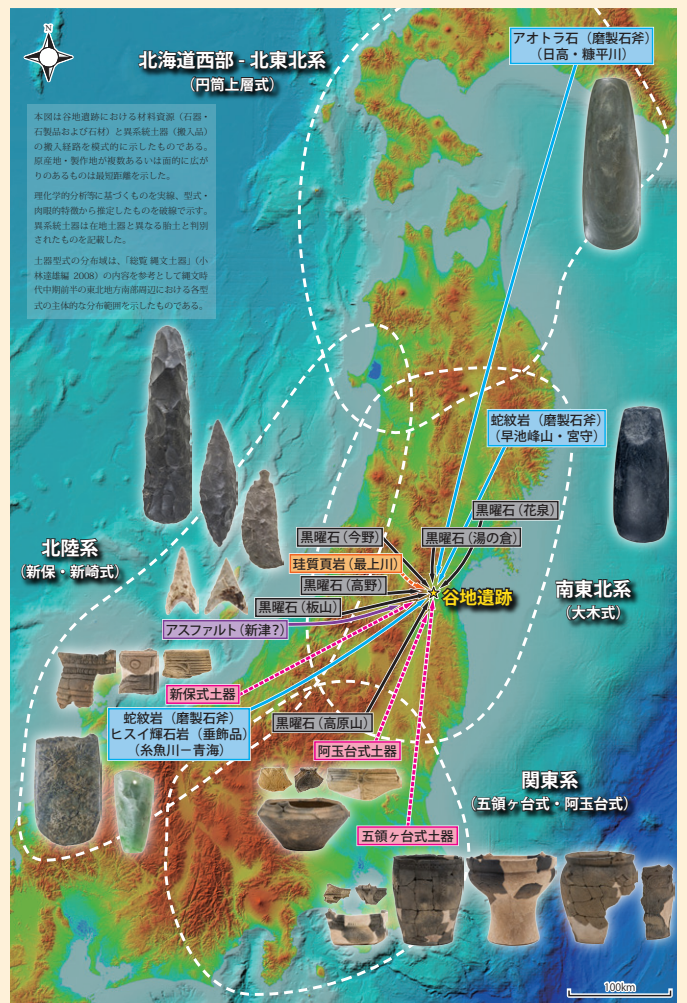 N
北海道西部 - 北東北系
（円筒上層式）
アオトラ石（磨製石斧）
（日高・糠平川）
本図は谷地遺跡における材料資源（石器・
石製品および石材）と異系統土器（搬入品）
の搬入経路を模式的に示したものである。
原産地・製作地が複数あるいは面的に広が
りのあるものは最短距離を示した。
理化学的分析等に基づくものを実線、型式・
肉眼的特徴から推定したものを破線で示す。
異系統土器は在地土器と異なる胎土と判別
されたものを記載した。
土器型式の分布域は、「総覧 縄文土器」（小
林達雄編 2008）の内容を参考として縄文時
代中期前半の東北地方南部周辺における各型
式の主体的な分布範囲を示したものである。
蛇紋岩（磨製石斧）
（早池峰山・宮守）
黒曜石（花泉）
黒曜石（今野）
黒曜石（湯の倉）
北陸系
（新保・新崎式）
珪質頁岩（最上川）
黒曜石（高野）
谷地遺跡
南東北系
（大木式）
黒曜石（板山）
アスファルト（新津？）
新保式土器
蛇紋岩（磨製石斧）
ヒスイ輝石岩（垂飾品）
（糸魚川－青海）
黒曜石（高原山）
阿玉台式土器
関東系
（五領ヶ台式・阿玉台式）
五領ヶ台式土器
100km